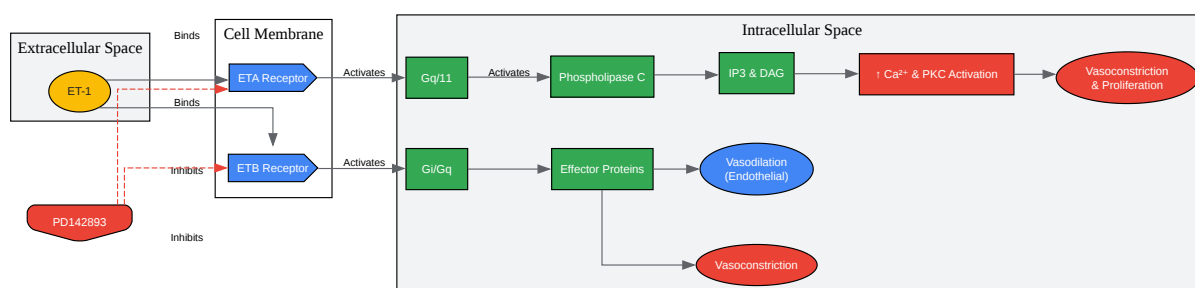 Extracellular Space
Cell Membrane
Intracellular Space
Binds
ET-1
ETA Receptor
Activates
Gq/11
Activates
Phospholipase C
IP3 & DAG
↑ Ca²⁺ & PKC Activation
Vasoconstriction
& Proliferation
Binds
Inhibits
ETB Receptor
Activates
Gi/Gq
Effector Proteins
Vasodilation
(Endothelial)
PD142893
Inhibits
Vasoconstriction